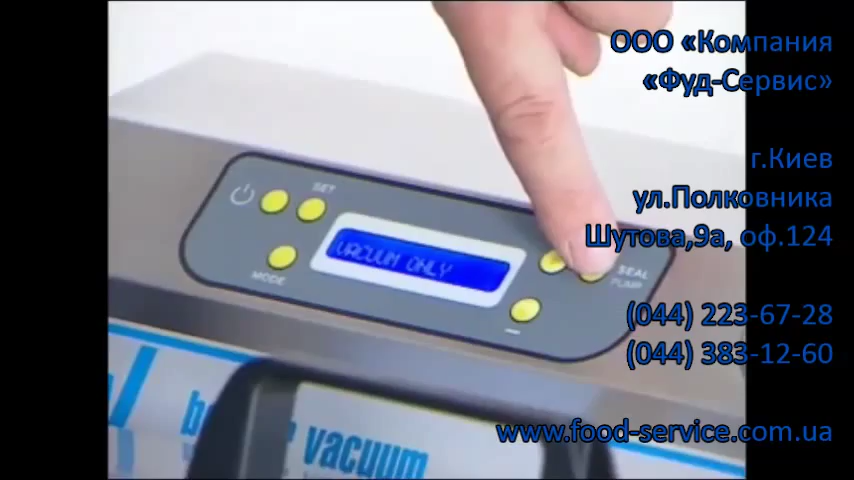 ООО «Компания
«Фуд-Сервис»
г.Киев
ул.Полковника
Шутова,9а, оф.124
(044) 223-67-28
(044) 383-12-60
www.food-service.com.ua
SET
MODE
VACUUM ONLY
SEAL
PUMP
vacuum